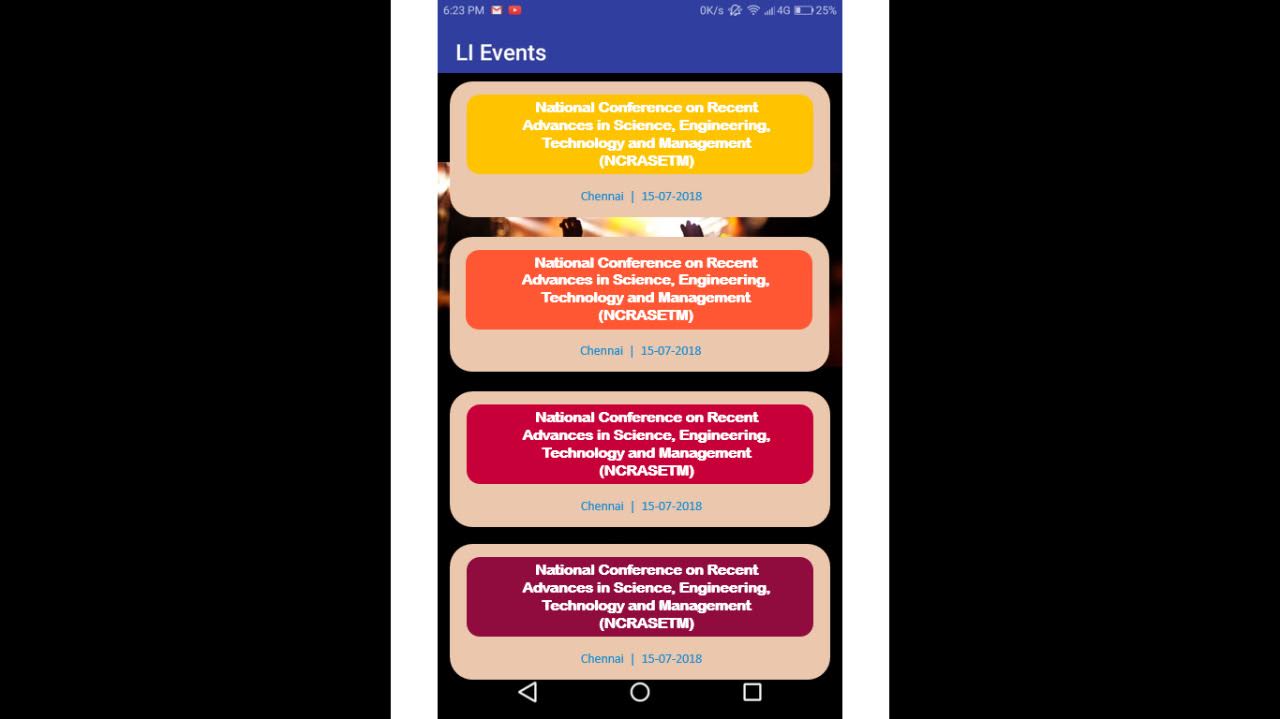 6:23 PM 0K/s 4G 25%
LI Events
National Conference on Recent
Advances in Science, Engineering,
Technology and Management
(NCRASETM)
Chennai | 15-07-2018
National Conference on Recent
Advances in Science, Engineering,
Technology and Management
(NCRASETM)
Chennai | 15-07-2018
National Conference on Recent
Advances in Science, Engineering,
Technology and Management
(NCRASETM)
Chennai | 15-07-2018
National Conference on Recent
Advances in Science, Engineering,
Technology and Management
(NCRASETM)
Chennai | 15-07-2018